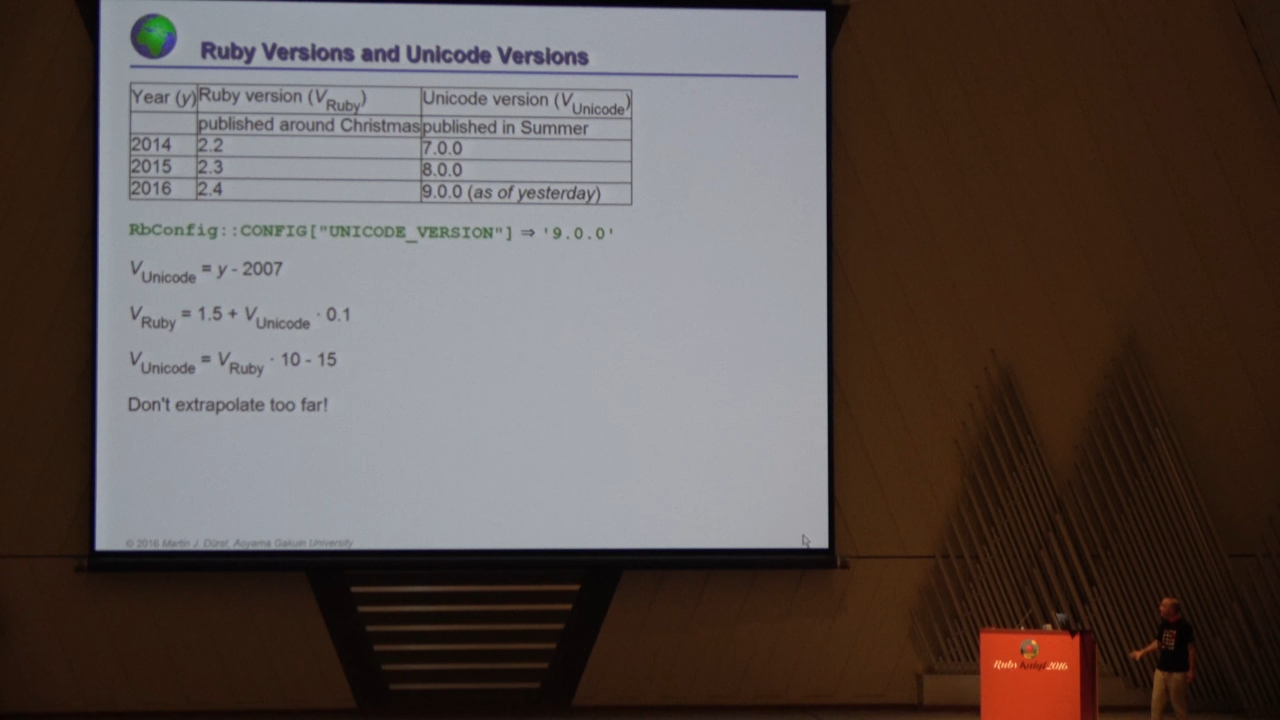 Ruby Versions and Unicode Versions
Year (y) Ruby version (VRuby) Unicode version (VUnicode)
published around Christmas published in Summer
2014 2.2 7.0.0
2015 2.3 8.0.0
2016 2.4 9.0.0 (as of yesterday)
RbConfig::CONFIG["UNICODE_VERSION"] ⇒ '9.0.0'
VUnicode = y - 2007
VRuby = 1.5 + VUnicode · 0.1
VUnicode = VRuby · 10 - 15
Don't extrapolate too far!
© 2016 Martin J. Dürst, Aoyama Gakuin University
RubyKaigi 2016